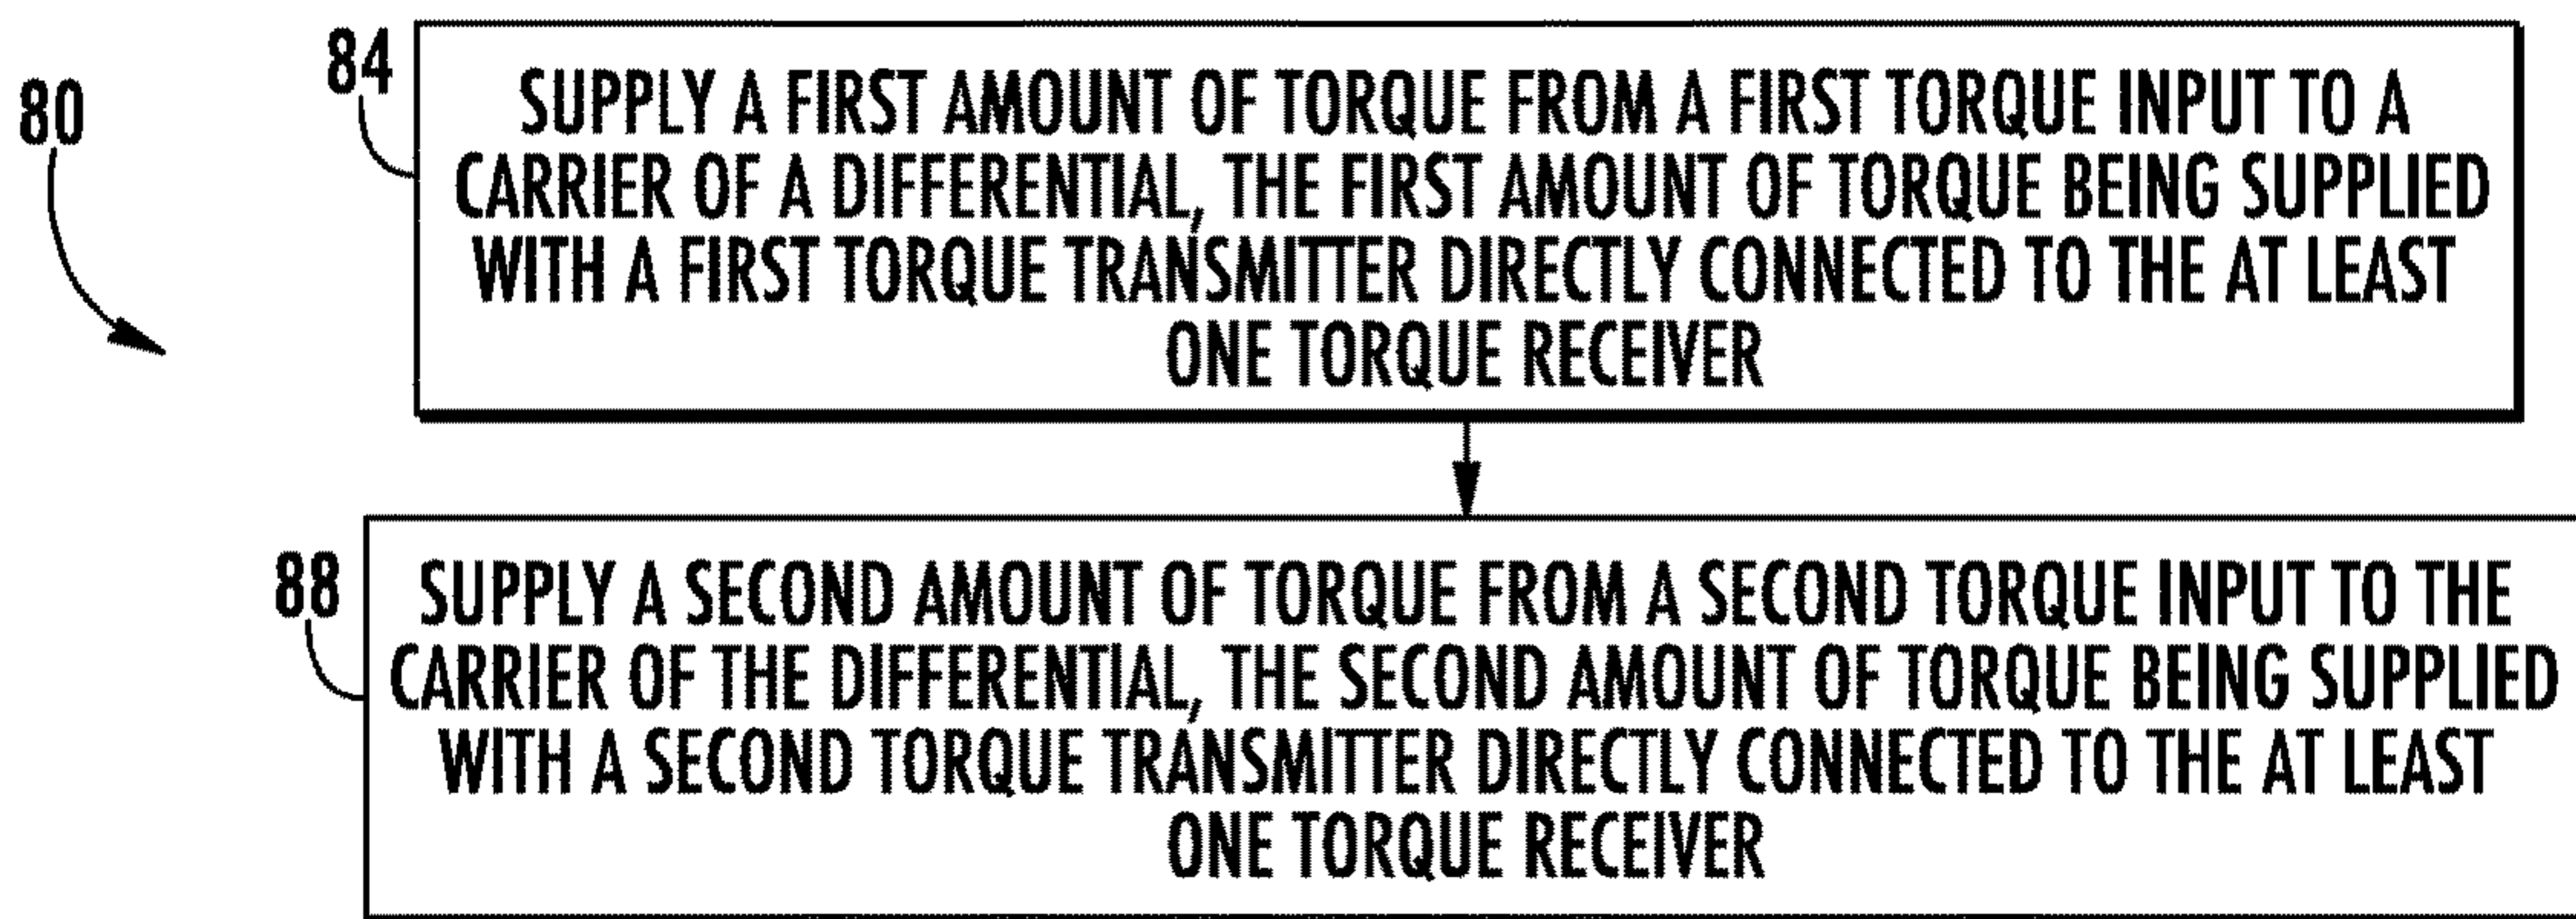 80
84
SUPPLY A FIRST AMOUNT OF TORQUE FROM A FIRST TORQUE INPUT TO A
CARRIER OF A DIFFERENTIAL, THE FIRST AMOUNT OF TORQUE BEING SUPPLIED
WITH A FIRST TORQUE TRANSMITTER DIRECTLY CONNECTED TO THE AT LEAST
ONE TORQUE RECEIVER
88
SUPPLY A SECOND AMOUNT OF TORQUE FROM A SECOND TORQUE INPUT TO THE
CARRIER OF THE DIFFERENTIAL, THE SECOND AMOUNT OF TORQUE BEING SUPPLIED
WITH A SECOND TORQUE TRANSMITTER DIRECTLY CONNECTED TO THE AT LEAST
ONE TORQUE RECEIVER